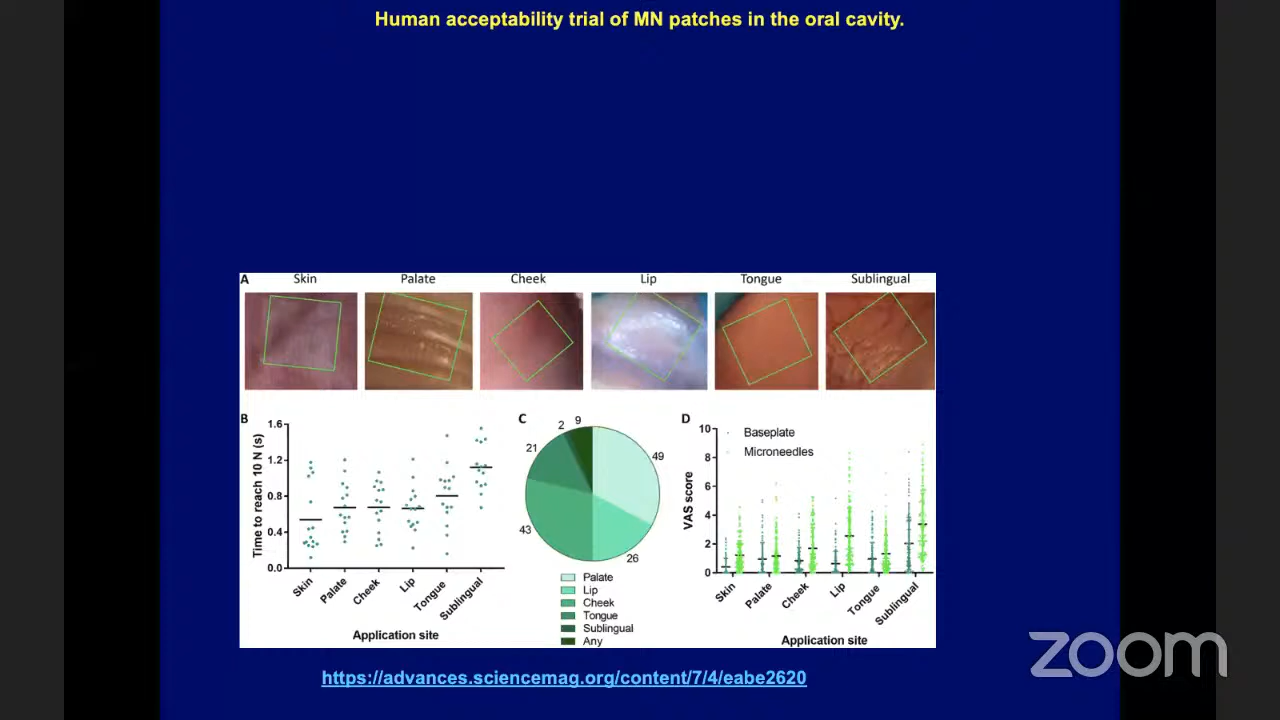 Human acceptability trial of MN patches in the oral cavity.
A Skin Palate Cheek Lip Tongue Sublingual
B
Time to reach 10 N (s)
1.6
1.2
0.8
0.4
0.0
Skin Palate Cheek Lip Tongue Sublingual
Application site
C
2 9
21
49
43
26
Palate
Lip
Cheek
Tongue
Sublingual
Any
D
VAS score
10
8
6
4
2
0
Baseplate
Microneedles
Skin Palate Cheek Lip Tongue Sublingual
Application site
https://advances.sciencemag.org/content/7/4/eabe2620
zoom